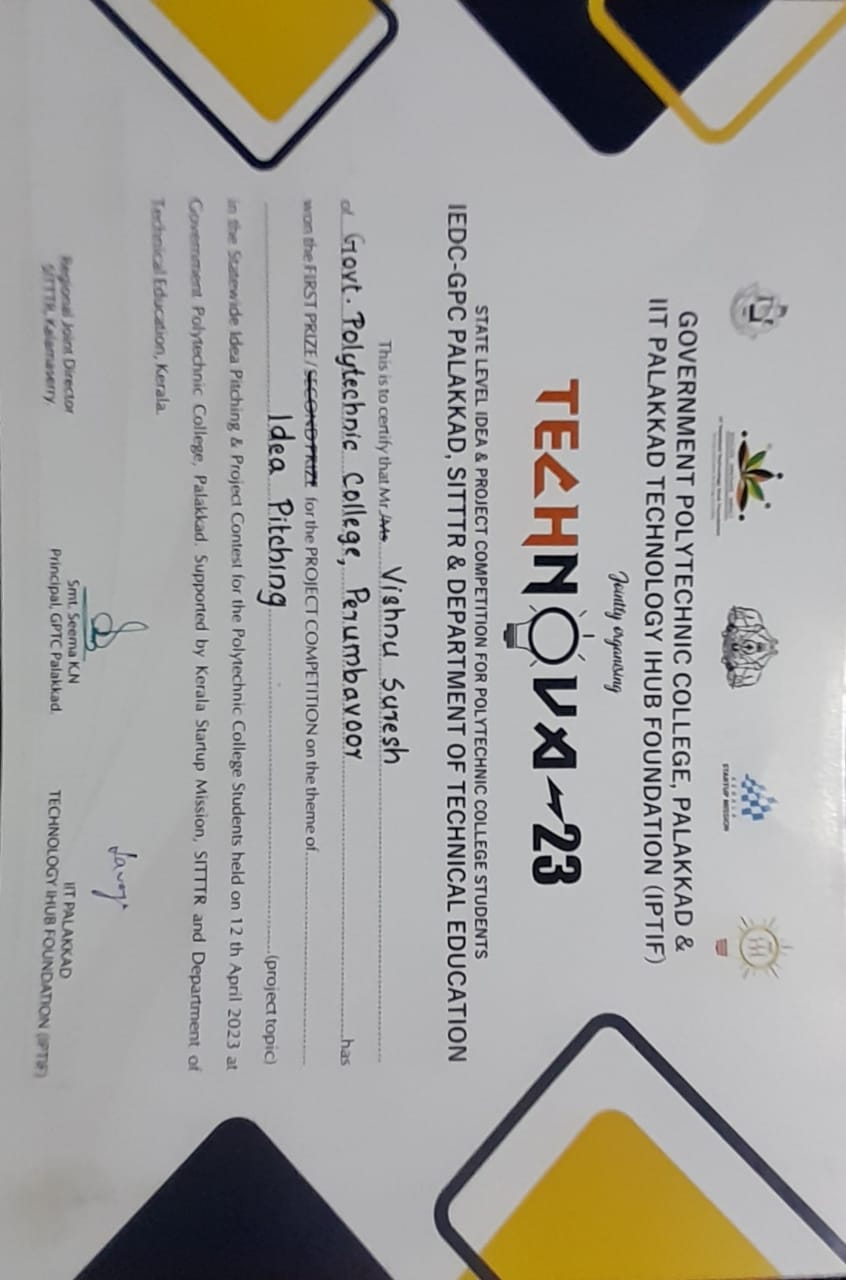 KERALA
STARTUP MISSION
GOVERNMENT POLYTECHNIC COLLEGE, PALAKKAD &
IIT PALAKKAD TECHNOLOGY IHUB FOUNDATION (IPTIF)
Jointly organising
TECHNOVA-23
STATE LEVEL IDEA & PROJECT COMPETITION FOR POLYTECHNIC COLLEGE STUDENTS
IEDC-GPC PALAKKAD, SITTTR & DEPARTMENT OF TECHNICAL EDUCATION
This is to certify that Mr./Ms Vishnu Suresh
of Govt. Polytechnic College, Perumbavoor has
won the FIRST PRIZE / SECOND PRIZE for the PROJECT COMPETITION on the theme of
Idea Pitching (project topic)
in the Statewide Idea Pitching & Project Contest for the Polytechnic College Students held on 12 th April 2023 at
Government Polytechnic College, Palakkad. Supported by Kerala Startup Mission, SITTTR and Department of
Technical Education, Kerala.
Regional Joint Director
SITTTR, Kalamaserry.
Smt. Seema K.N
Principal, GPTC Palakkad.
IIT PALAKKAD
TECHNOLOGY IHUB FOUNDATION (IPTIF)